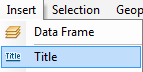 Insert Selection Geop
Data Frame
Title Title